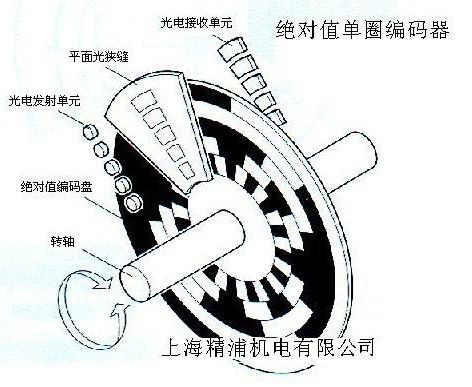 光电接收单元
绝对值单圈编码器
平面光狭缝
光电发射单元
绝对值编码盘
转轴
上海精浦机电有限公司